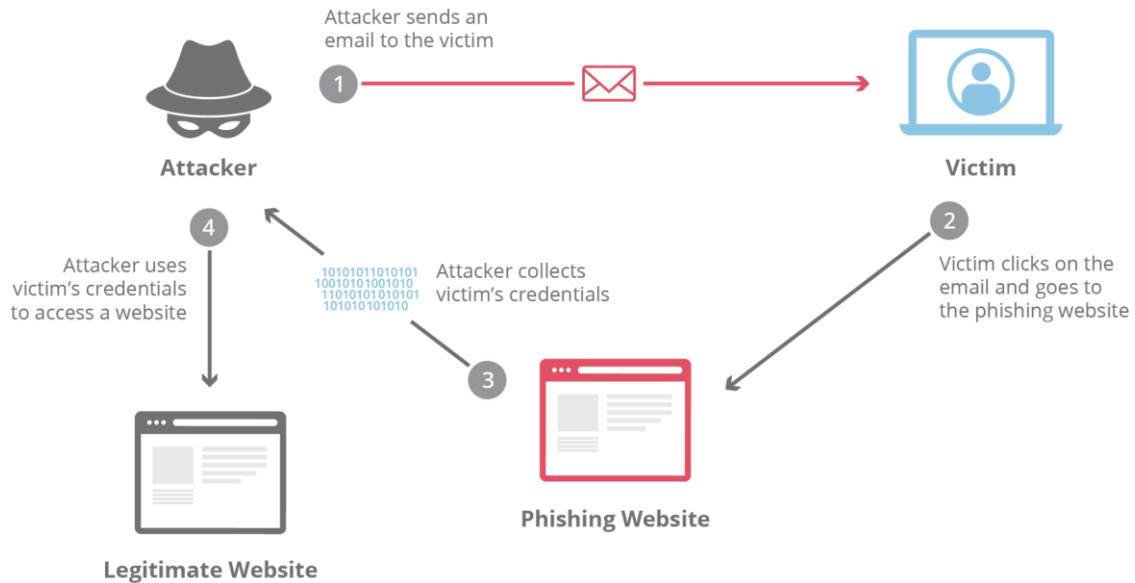 Attacker sends an
email to the victim
1
Attacker
Victim
4
2
Attacker uses
victim’s credentials
to access a website
10101011010101
10010101001010
11010101010101
101010101010
Attacker collects
victim’s credentials
Victim clicks on the
email and goes to
the phishing website
3
Phishing Website
Legitimate Website